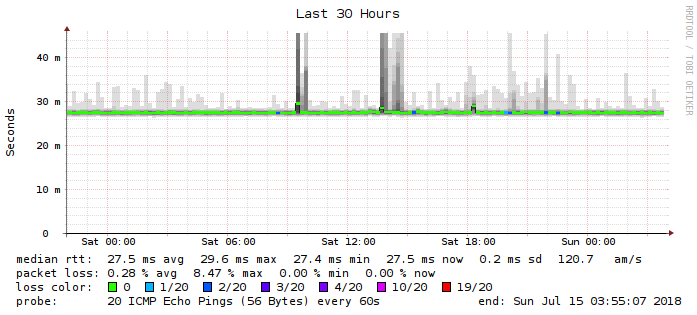 Last 30 Hours
RRDTOOL / TOBI OETIKER
Seconds
40 m
30 m
20 m
10 m
0
Sat 00:00 Sat 06:00 Sat 12:00 Sat 18:00 Sun 00:00
median rtt: 27.5 ms avg 29.6 ms max 27.4 ms min 27.5 ms now 0.2 ms sd 120.7 am/s
packet loss: 0.28 % avg 8.47 % max 0.00 % min 0.00 % now
loss color: 0 1/20 2/20 3/20 4/20 10/20 19/20
probe: 20 ICMP Echo Pings (56 Bytes) every 60s end: Sun Jul 15 03:55:07 2018